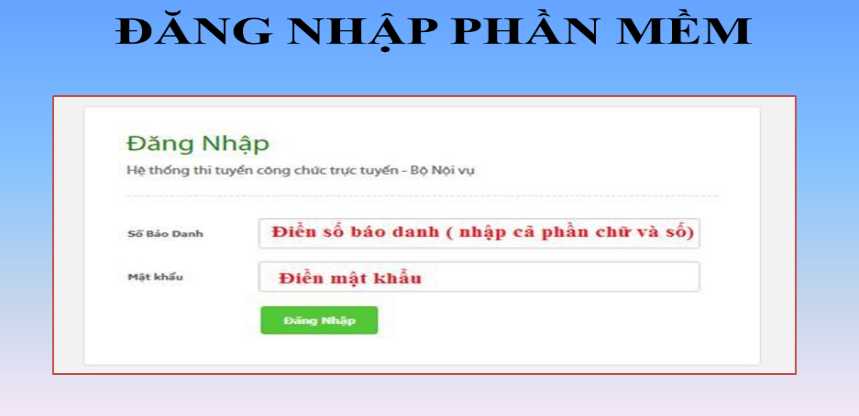 ĐĂNG NHẬP PHẦN MỀM
Đăng Nhập
Hệ thống thi tuyển công chức trực tuyến - Bộ Nội vụ
Số Báo Danh
Điền số báo danh ( nhập cả phần chữ và số)
Mật khẩu
Điền mật khẩu
Đăng Nhập